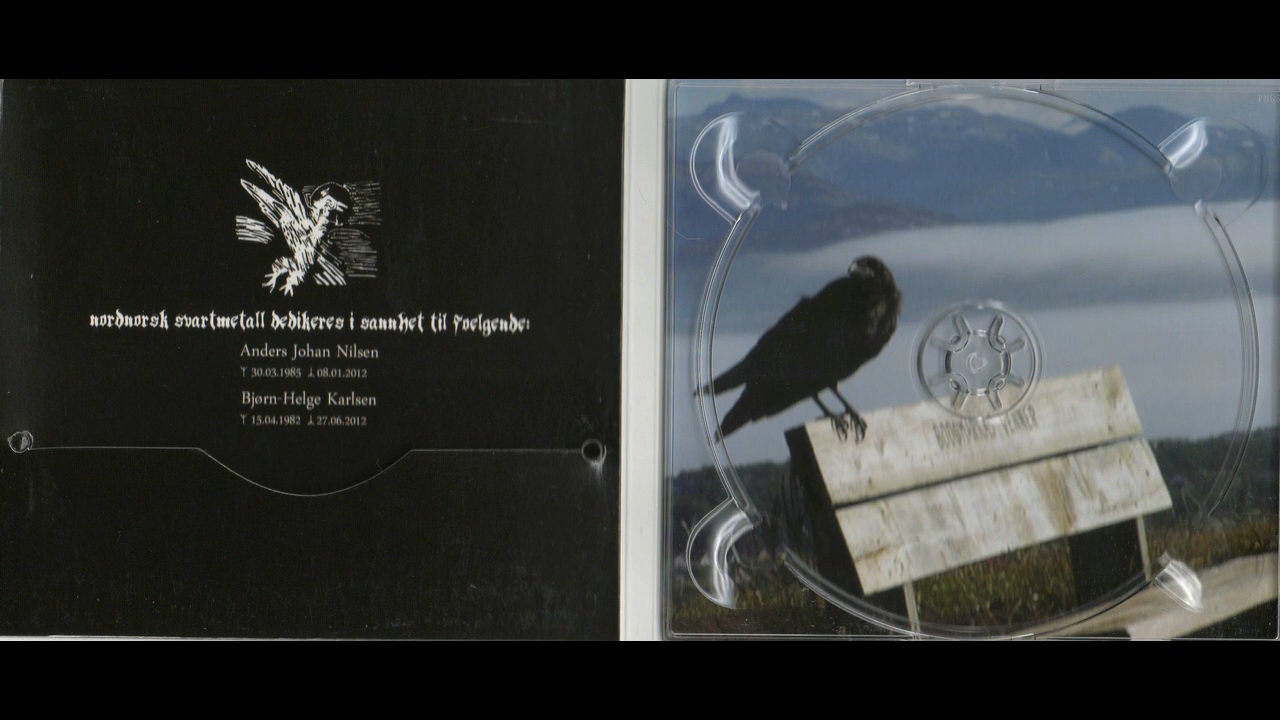 nordnorsk svartmetall dedikeres i sannhet til foelgende:
Anders Johan Nilsen
ᛉ 30.03.1985 ᛣ 08.01.2012
Bjørn-Helge Karlsen
ᛉ 15.04.1982 ᛣ 27.06.2012